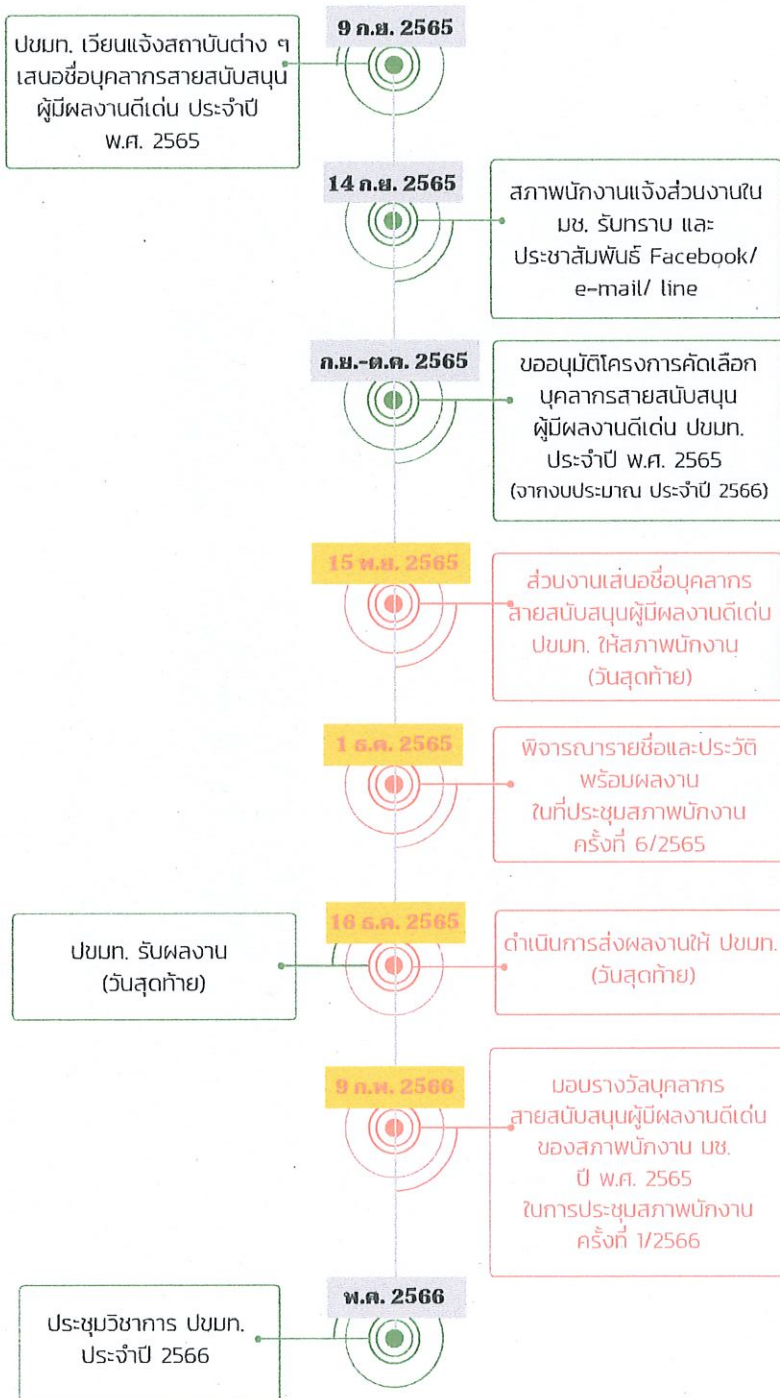 9 ก.ย. 2565
ปขมท. เวียนแจ้งสถาบันต่าง ๆ
เสนอชื่อบุคลากรสายสนับสนุน
ผู้มีผลงานดีเด่น ประจำปี
พ.ศ. 2565
14 ก.ย. 2565
สภาพนักงานแจ้งส่วนงานใน
มช. รับทราบ และ
ประชาสัมพันธ์ Facebook/
e-mail/ line
ก.ย.-ต.ค. 2565
ขออนุมัติโครงการคัดเลือก
บุคลากรสายสนับสนุน
ผู้มีผลงานดีเด่น ปขมท.
ประจำปี พ.ศ. 2565
(จากงบประมาณ ประจำปี 2566)
15 พ.ย. 2565
ส่วนงานเสนอชื่อบุคลากร
สายสนับสนุนผู้มีผลงานดีเด่น
ปขมท. ให้สภาพนักงาน
(วันสุดท้าย)
1 ธ.ค. 2565
พิจารณารายชื่อและประวัติ
พร้อมผลงาน
ในที่ประชุมสภาพนักงาน
ครั้งที่ 6/2565
16 ธ.ค. 2565
ปขมท. รับผลงาน
(วันสุดท้าย)
ดำเนินการส่งผลงานให้ ปขมท.
(วันสุดท้าย)
9 ก.พ. 2566
มอบรางวัลบุคลากร
สายสนับสนุนผู้มีผลงานดีเด่น
ของสภาพนักงาน มช.
ปี พ.ศ. 2565
ในการประชุมสภาพนักงาน
ครั้งที่ 1/2566
พ.ค. 2566
ประชุมวิชาการ ปขมท.
ประจำปี 2566